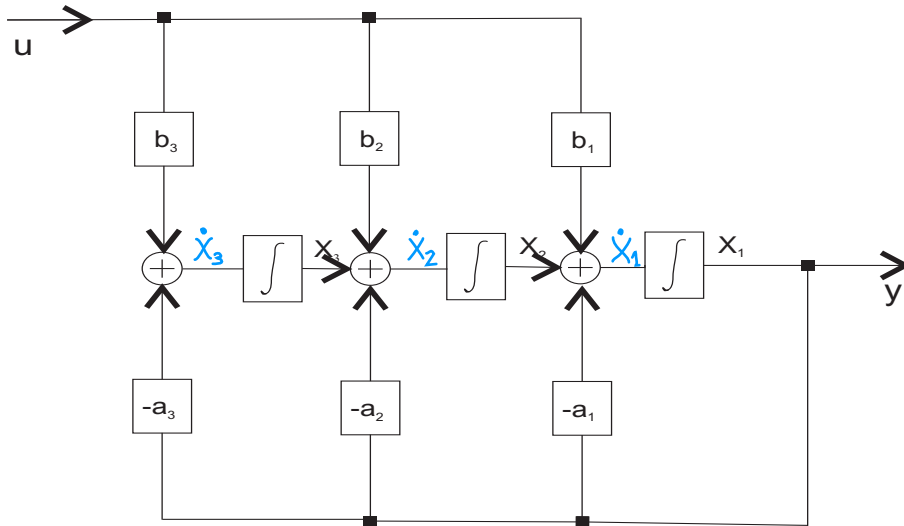 u
b₃ b₂ b₁
ẋ₃ x₃ ẋ₂ x₂ ẋ₁ x₁
+ ∫ + ∫ + ∫
y
-a₃ -a₂ -a₁